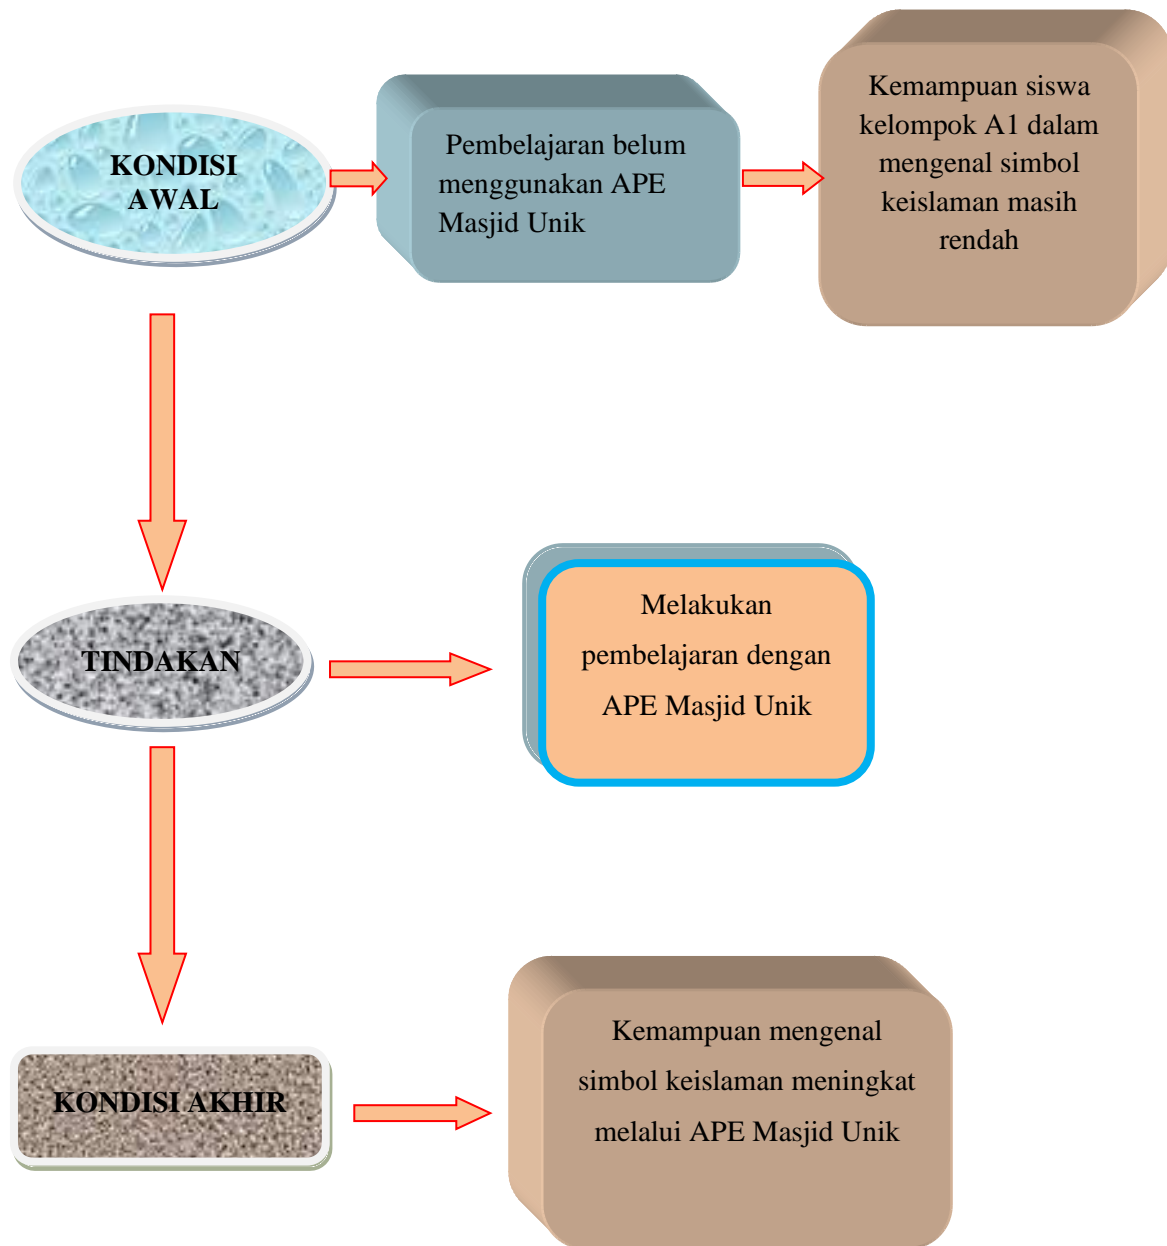 KONDISI
AWAL
Pembelajaran belum
menggunakan APE
Masjid Unik
Kemampuan siswa
kelompok A1 dalam
mengenal simbol
keislaman masih
rendah
TINDAKAN
Melakukan
pembelajaran dengan
APE Masjid Unik
KONDISI AKHIR
Kemampuan mengenal
simbol keislaman meningkat
melalui APE Masjid Unik